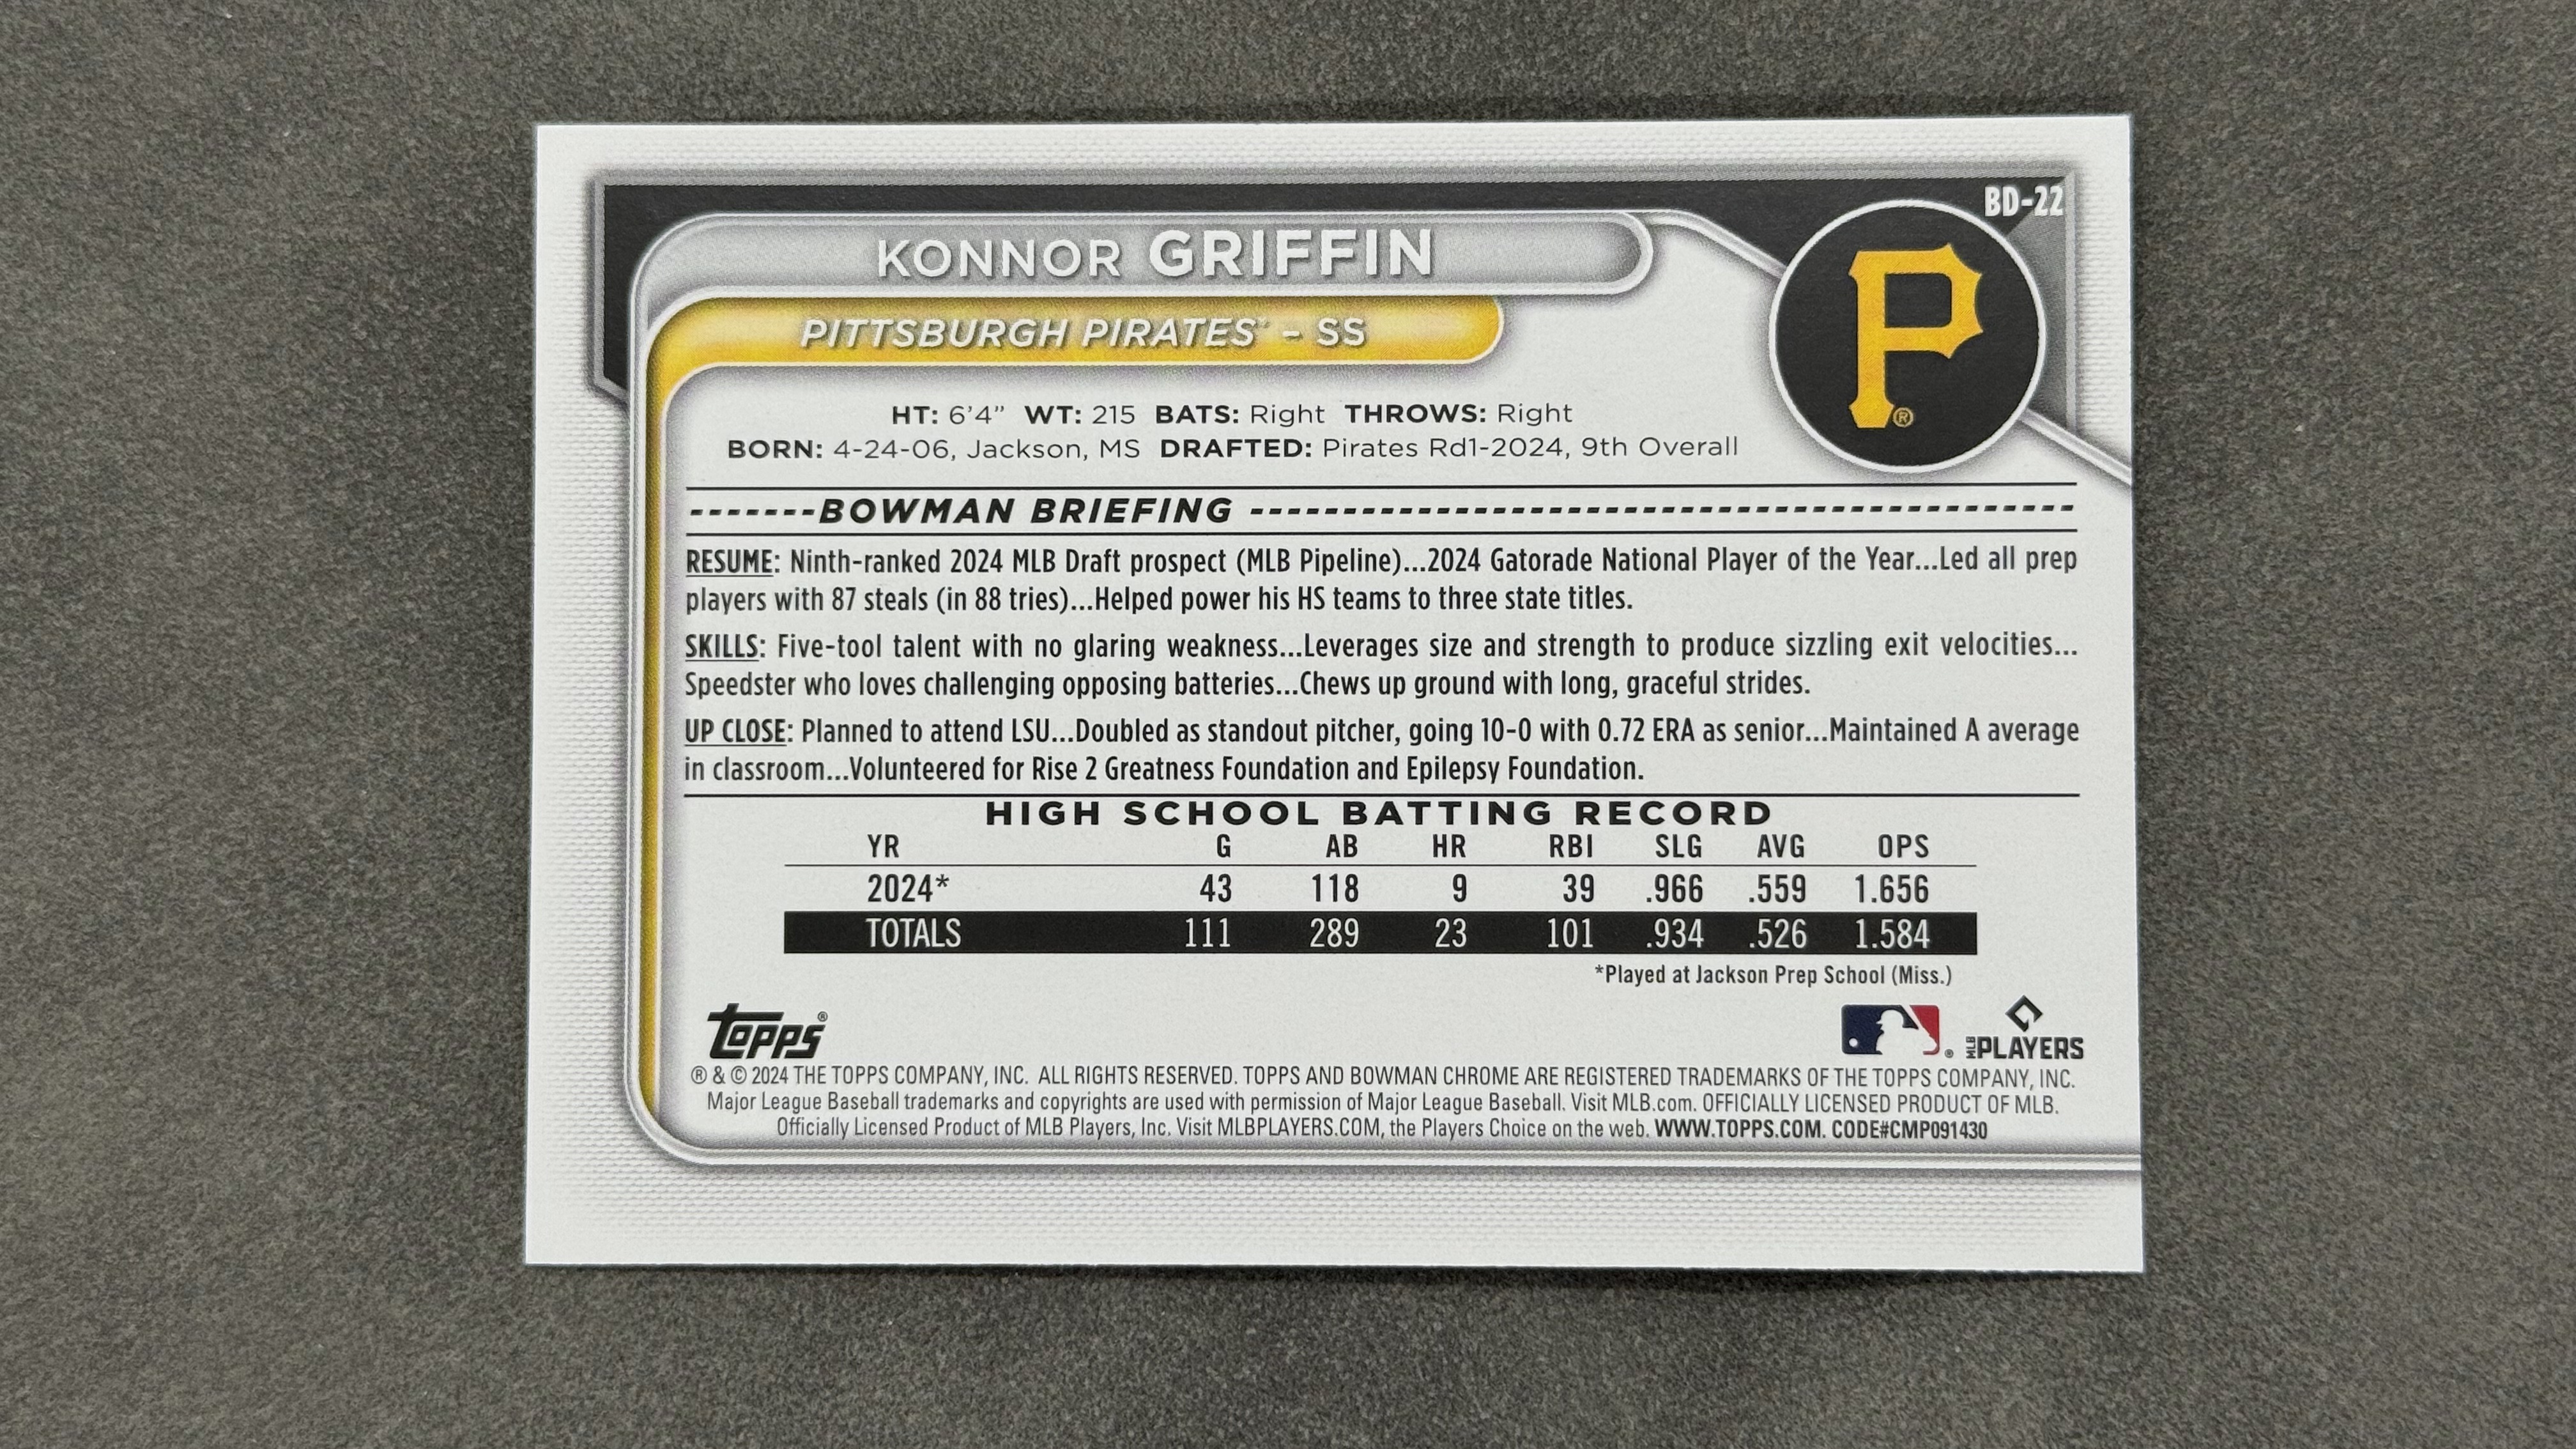 BD-22
KONNOR GRIFFIN
PITTSBURGH PIRATES™ - SS
P®
HT: 6'4" WT: 215 BATS: Right THROWS: Right
BORN: 4-24-06, Jackson, MS DRAFTED: Pirates Rd1-2024, 9th Overall
-------BOWMAN BRIEFING ----------------------------------------------
RESUME: Ninth-ranked 2024 MLB Draft prospect (MLB Pipeline)...2024 Gatorade National Player of the Year...Led all prep
players with 87 steals (in 88 tries)...Helped power his HS teams to three state titles.
SKILLS: Five-tool talent with no glaring weakness...Leverages size and strength to produce sizzling exit velocities...
Speedster who loves challenging opposing batteries...Chews up ground with long, graceful strides.
UP CLOSE: Planned to attend LSU...Doubled as standout pitcher, going 10-0 with 0.72 ERA as senior...Maintained A average
in classroom...Volunteered for Rise 2 Greatness Foundation and Epilepsy Foundation.
HIGH SCHOOL BATTING RECORD
YR G AB HR RBI SLG AVG OPS
2024* 43 118 9 39 .966 .559 1.656
TOTALS 111 289 23 101 .934 .526 1.584
*Played at Jackson Prep School (Miss.)
topps® ® MLB PLAYERS
® & © 2024 THE TOPPS COMPANY, INC. ALL RIGHTS RESERVED. TOPPS AND BOWMAN CHROME ARE REGISTERED TRADEMARKS OF THE TOPPS COMPANY, INC.
Major League Baseball trademarks and copyrights are used with permission of Major League Baseball. Visit MLB.com. OFFICIALLY LICENSED PRODUCT OF MLB.
Officially Licensed Product of MLB Players, Inc. Visit MLBPLAYERS.COM, the Players Choice on the web. WWW.TOPPS.COM. CODE#CMP091430